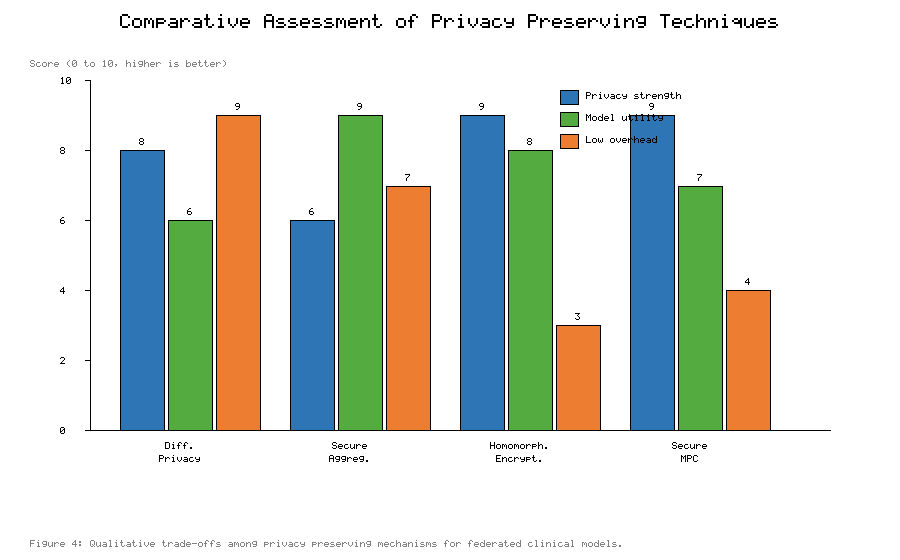 Comparative Assessment of Privacy Preserving Techniques
Score (0 to 10, higher is better)
10
8
6
4
2
0
8
6
9
6
9
7
9
8
3
9
7
4
Privacy strength
Model utility
Low overhead
Diff.
Privacy
Secure
Aggreg.
Homomorph.
Encrypt.
Secure
MPC
Figure 4: Qualitative trade-offs among privacy preserving mechanisms for federated clinical models.